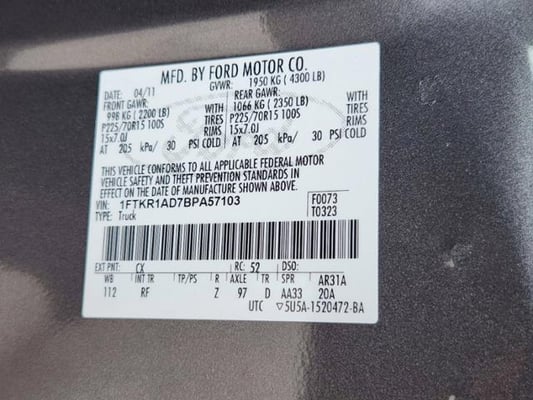 MFD. BY FORD MOTOR CO.
DATE: 04/11 GVWR: 1950 KG ( 4300 LB)
FRONT GAWR: REAR GAWR:
998 KG ( 2200 LB) WITH 1066 KG ( 2350 LB) WITH
P225/70R15 100S TIRES P225/70R15 100S TIRES
15x7.0J RIMS 15x7.0J RIMS
AT 205 kPa/ 30 PSI COLD AT 205 kPa/ 30 PSI COLD
THIS VEHICLE CONFORMS TO ALL APPLICABLE FEDERAL MOTOR
VEHICLE SAFETY AND THEFT PREVENTION STANDARDS IN
EFFECT ON THE DATE OF MANUFACTURE SHOWN ABOVE.
VIN: 1FTKR1AD7BPA57103 F0073
TYPE: Truck T0323
EXT PNT: CX RC: 52 DSO:
WB INT TR TP/PS R AXLE TR SPR AR31A
112 RF Z 97 D AA33 20A
UTC ▽5U5A-1520472-BA